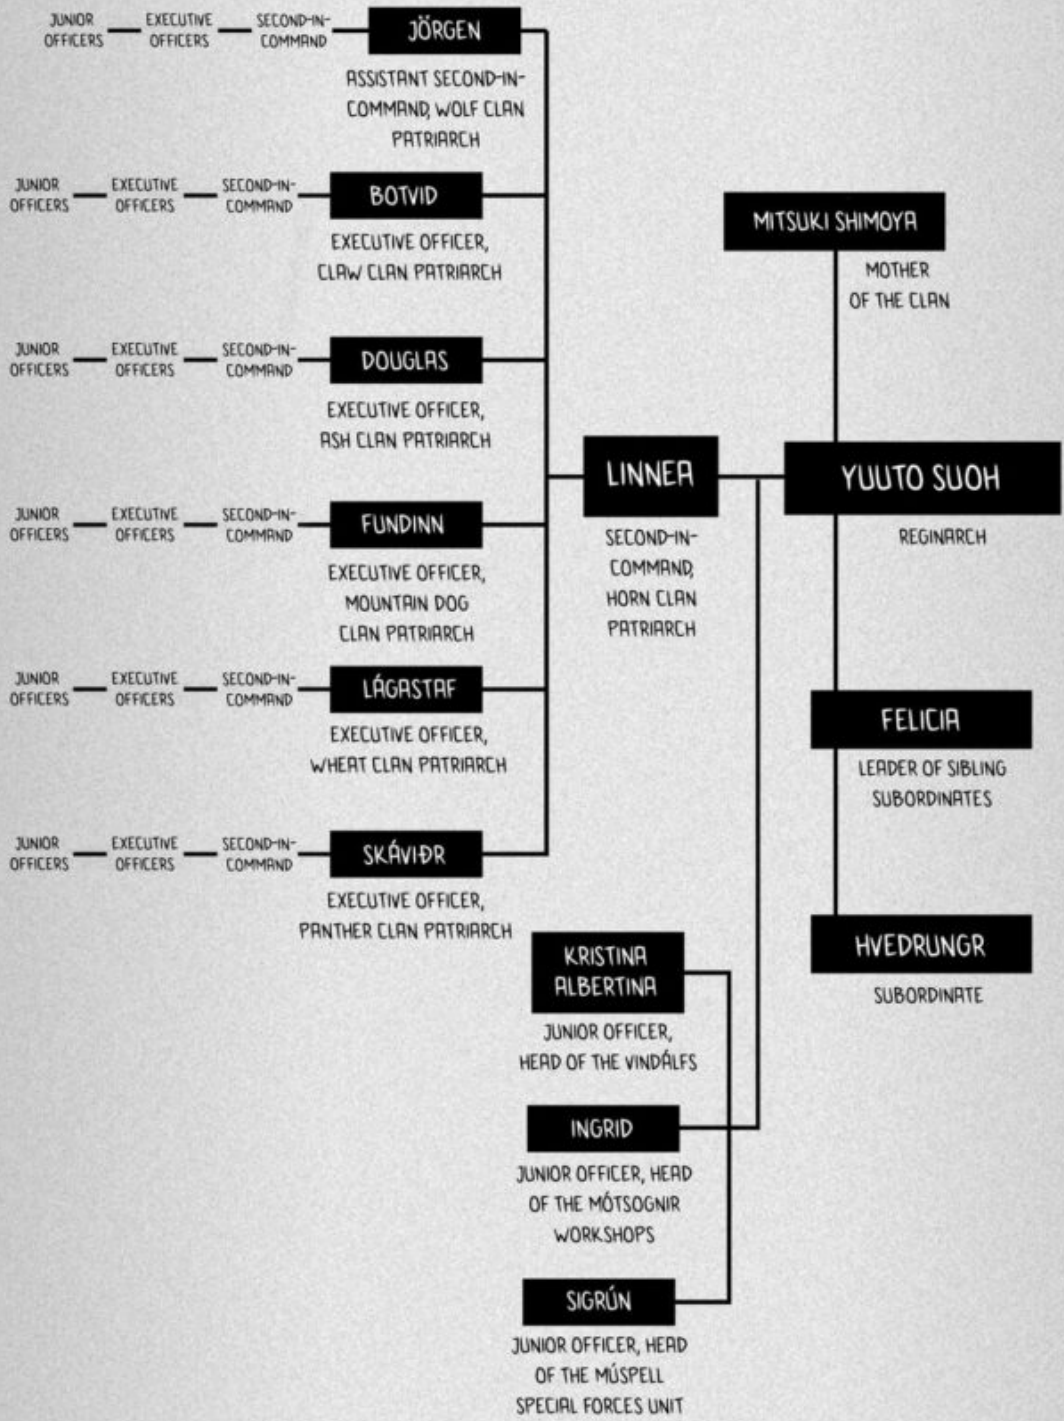 JUNIOR
OFFICERS
EXECUTIVE
OFFICERS
SECOND-IN-
COMMAND
JÖRGEN
ASSISTANT SECOND-IN-
COMMAND, WOLF CLAN
PATRIARCH
JUNIOR
OFFICERS
EXECUTIVE
OFFICERS
SECOND-IN-
COMMAND
BOTVID
EXECUTIVE OFFICER,
CLAW CLAN PATRIARCH
JUNIOR
OFFICERS
EXECUTIVE
OFFICERS
SECOND-IN-
COMMAND
DOUGLAS
EXECUTIVE OFFICER,
ASH CLAN PATRIARCH
JUNIOR
OFFICERS
EXECUTIVE
OFFICERS
SECOND-IN-
COMMAND
FUNDINN
EXECUTIVE OFFICER,
MOUNTAIN DOG
CLAN PATRIARCH
JUNIOR
OFFICERS
EXECUTIVE
OFFICERS
SECOND-IN-
COMMAND
LÁGASTAF
EXECUTIVE OFFICER,
WHEAT CLAN PATRIARCH
JUNIOR
OFFICERS
EXECUTIVE
OFFICERS
SECOND-IN-
COMMAND
SKÁVIÐR
EXECUTIVE OFFICER,
PANTHER CLAN PATRIARCH
LINNEA
SECOND-IN-
COMMAND,
HORN CLAN
PATRIARCH
MITSUKI SHIMOYA
MOTHER
OF THE CLAN
YUUTO SUOH
REGINARCH
FELICIA
LEADER OF SIBLING
SUBORDINATES
HVEDRUNGR
SUBORDINATE
KRISTINA
ALBERTINA
JUNIOR OFFICER,
HEAD OF THE VINDÁLFS
INGRID
JUNIOR OFFICER, HEAD
OF THE MÓTSOGNIR
WORKSHOPS
SIGRÚN
JUNIOR OFFICER, HEAD
OF THE MÚSPELL
SPECIAL FORCES UNIT